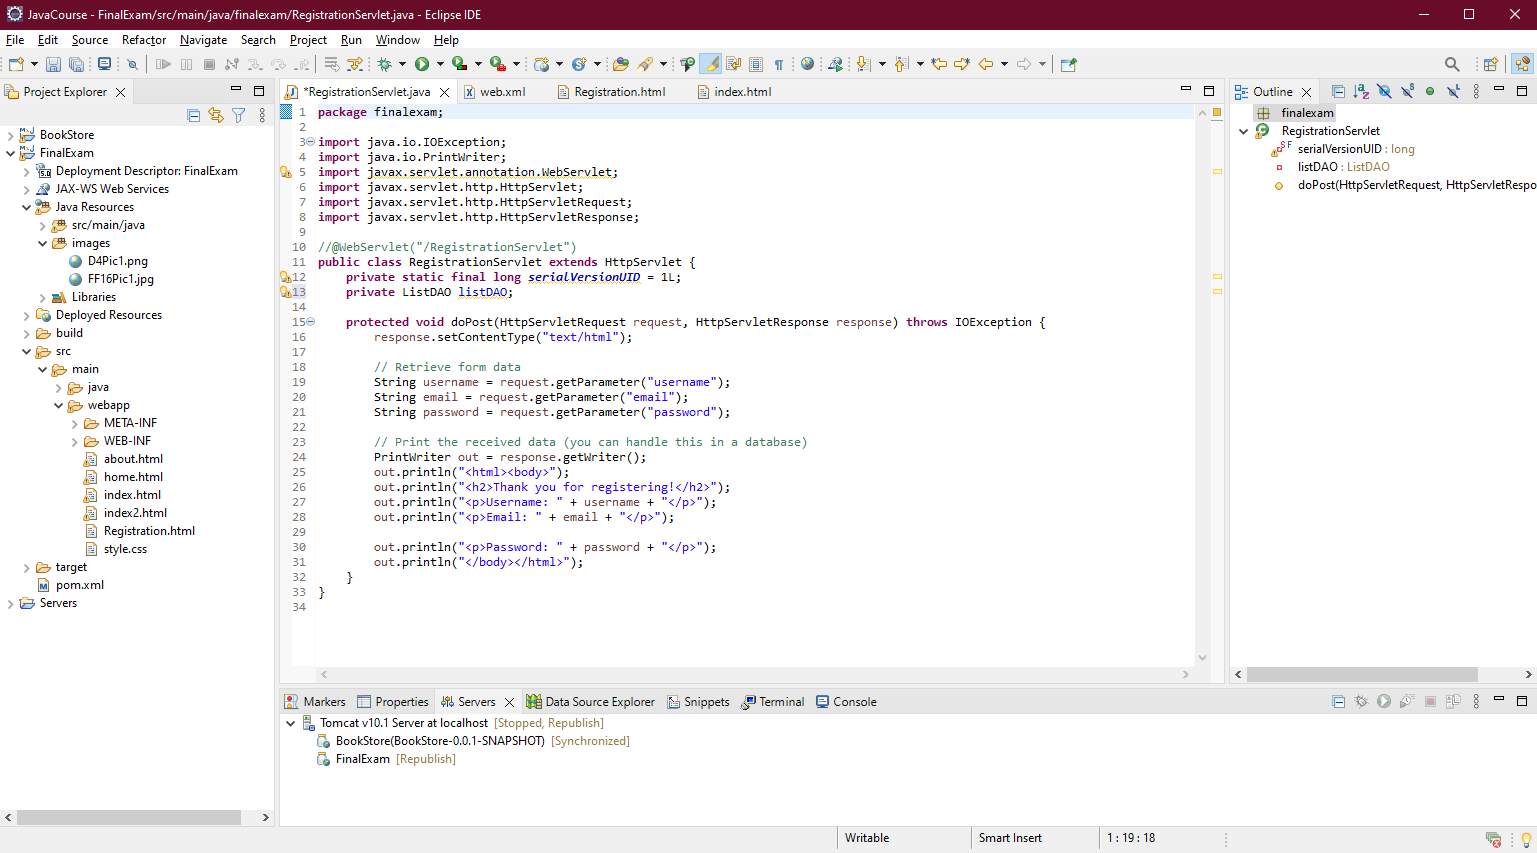 JavaCourse - FinalExam/src/main/java/finalexam/RegistrationServlet.java - Eclipse IDE
File Edit Source Refactor Navigate Search Project Run Window Help
Project Explorer
BookStore
FinalExam
Deployment Descriptor: FinalExam
JAX-WS Web Services
Java Resources
src/main/java
images
D4Pic1.png
FF16Pic1.jpg
Libraries
Deployed Resources
build
src
main
java
webapp
META-INF
WEB-INF
about.html
home.html
index.html
index2.html
Registration.html
style.css
target
pom.xml
Servers
*RegistrationServlet.java web.xml Registration.html index.html
1 package finalexam;
2
3 import java.io.IOException;
4 import java.io.PrintWriter;
5 import javax.servlet.annotation.WebServlet;
6 import javax.servlet.http.HttpServlet;
7 import javax.servlet.http.HttpServletRequest;
8 import javax.servlet.http.HttpServletResponse;
9
10 //@WebServlet("/RegistrationServlet")
11 public class RegistrationServlet extends HttpServlet {
12 private static final long serialVersionUID = 1L;
13 private ListDAO listDAO;
14
15 protected void doPost(HttpServletRequest request, HttpServletResponse response) throws IOException {
16 response.setContentType("text/html");
17
18 // Retrieve form data
19 String username = request.getParameter("username");
20 String email = request.getParameter("email");
21 String password = request.getParameter("password");
22
23 // Print the received data (you can handle this in a database)
24 PrintWriter out = response.getWriter();
25 out.println("<html><body>");
26 out.println("<h2>Thank you for registering!</h2>");
27 out.println("<p>Username: " + username + "</p>");
28 out.println("<p>Email: " + email + "</p>");
29
30 out.println("<p>Password: " + password + "</p>");
31 out.println("</body></html>");
32 }
33 }
34
Outline
finalexam
RegistrationServlet
serialVersionUID : long
listDAO : ListDAO
doPost(HttpServletRequest, HttpServletRespo
Markers Properties Servers Data Source Explorer Snippets Terminal Console
Tomcat v10.1 Server at localhost [Stopped, Republish]
BookStore(BookStore-0.0.1-SNAPSHOT) [Synchronized]
FinalExam [Republish]
Writable Smart Insert 1 : 19 : 18